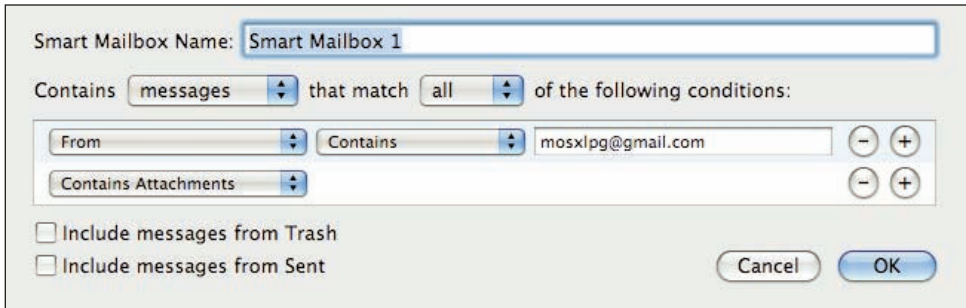 Smart Mailbox Name: Smart Mailbox 1
Contains messages that match all of the following conditions:
From Contains mosxlpg@gmail.com
Contains Attachments
Include messages from Trash
Include messages from Sent
Cancel OK